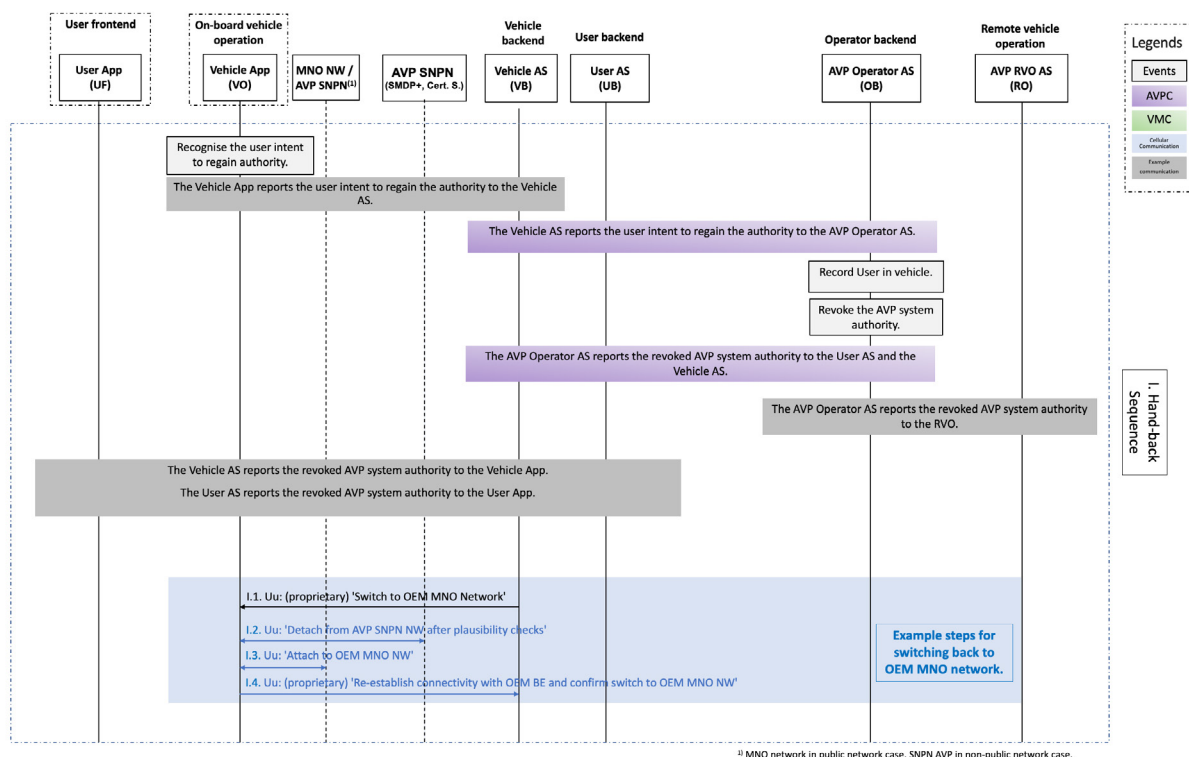 User frontend
On-board vehicle
operation
Vehicle
backend
User backend
Operator backend
Remote vehicle
operation
User App
(UF)
Vehicle App
(VO)
MNO NW /
AVP SNPN(1)
AVP SNPN
(SMDP+, Cert. S.)
Vehicle AS
(VB)
User AS
(UB)
AVP Operator AS
(OB)
AVP RVO AS
(RO)
Legends
Events
AVPC
VMC
Cellular
Communication
Example
communication
Recognise the user intent
to regain authority.
The Vehicle App reports the user intent to regain the authority to the Vehicle
AS.
The Vehicle AS reports the user intent to regain the authority to the AVP Operator AS.
Record User in vehicle.
Revoke the AVP system
authority.
The AVP Operator AS reports the revoked AVP system authority to the User AS and the
Vehicle AS.
The AVP Operator AS reports the revoked AVP system authority
to the RVO.
I. Hand-back
Sequence
The Vehicle AS reports the revoked AVP system authority to the Vehicle App.
The User AS reports the revoked AVP system authority to the User App.
I.1. Uu: (proprietary) 'Switch to OEM MNO Network'
I.2. Uu: 'Detach from AVP SNPN NW after plausibility checks'
I.3. Uu: 'Attach to OEM MNO NW'
I.4. Uu: (proprietary) 'Re-establish connectivity with OEM BE and confirm switch to OEM MNO NW'
Example steps for
switching back to
OEM MNO network.
1) MNO network in public network case, SNPN AVP in non-public network case.